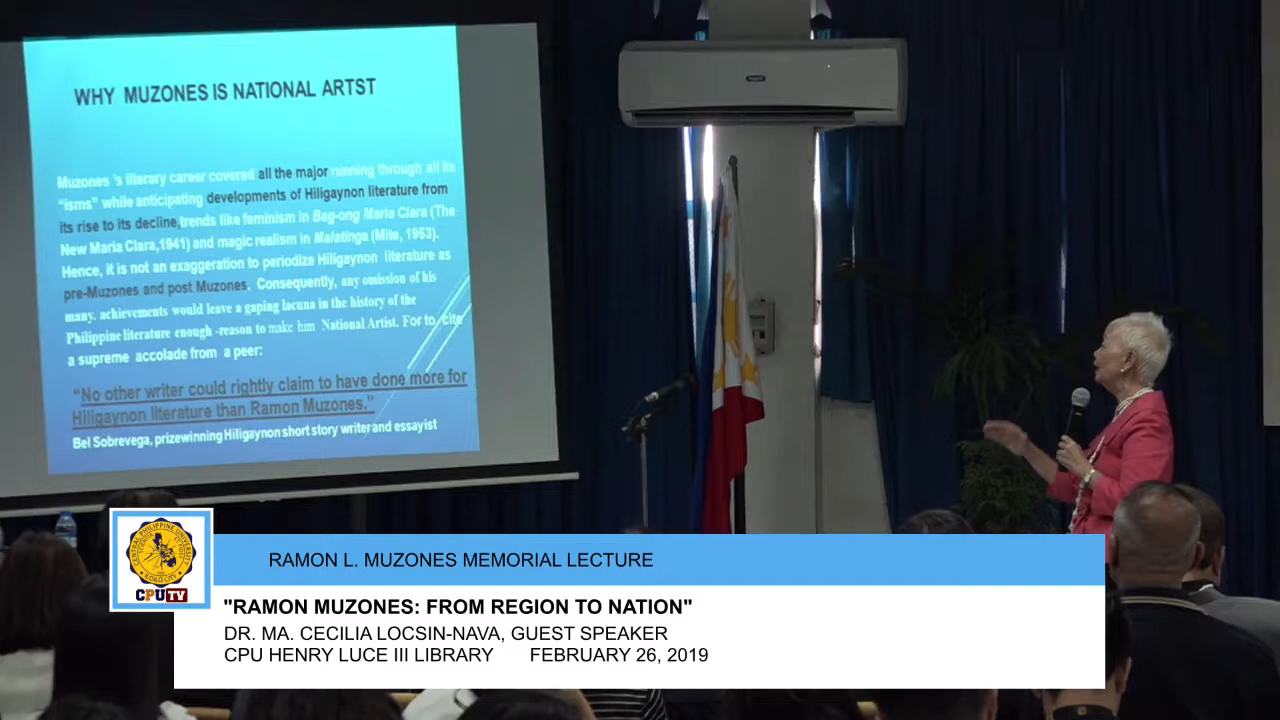 WHY MUZONES IS NATIONAL ARTST
Muzones 's literary career covered all the major running through all its
"isms" while anticipating developments of Hiligaynon literature from
its rise to its decline,trends like feminism in Bag-ong Maria Clara (The
New Maria Clara,1941) and magic realism in Malatinga (Mite, 1953).
Hence, it is not an exaggeration to periodize Hiligaynon literature as
pre-Muzones and post Muzones. Consequently, any omission of his
many. achievements would leave a gaping lacuna in the history of the
Philippine literature enough -reason to make him National Artist. For to cite
a supreme accolade from a peer:
"No other writer could rightly claim to have done more for
Hiligaynon literature than Ramon Muzones."
Bel Sobrevega, prizewinning Hiligaynon short story writer and essayist
CENTRAL PHILIPPINE UNIVERSITY
ILOILO CITY
CPUTV
RAMON L. MUZONES MEMORIAL LECTURE
"RAMON MUZONES: FROM REGION TO NATION"
DR. MA. CECILIA LOCSIN-NAVA, GUEST SPEAKER
CPU HENRY LUCE III LIBRARY FEBRUARY 26, 2019